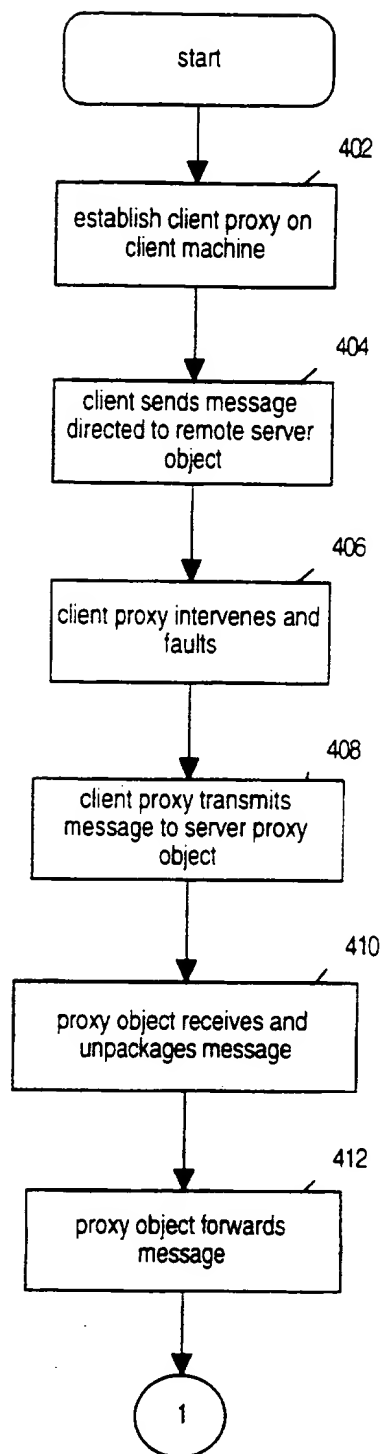 start
402
establish client proxy on
client machine
404
client sends message
directed to remote server
object
406
client proxy intervenes and
faults
408
client proxy transmits
message to server proxy
object
410
proxy object receives and
unpackages message
412
proxy object forwards
message
1